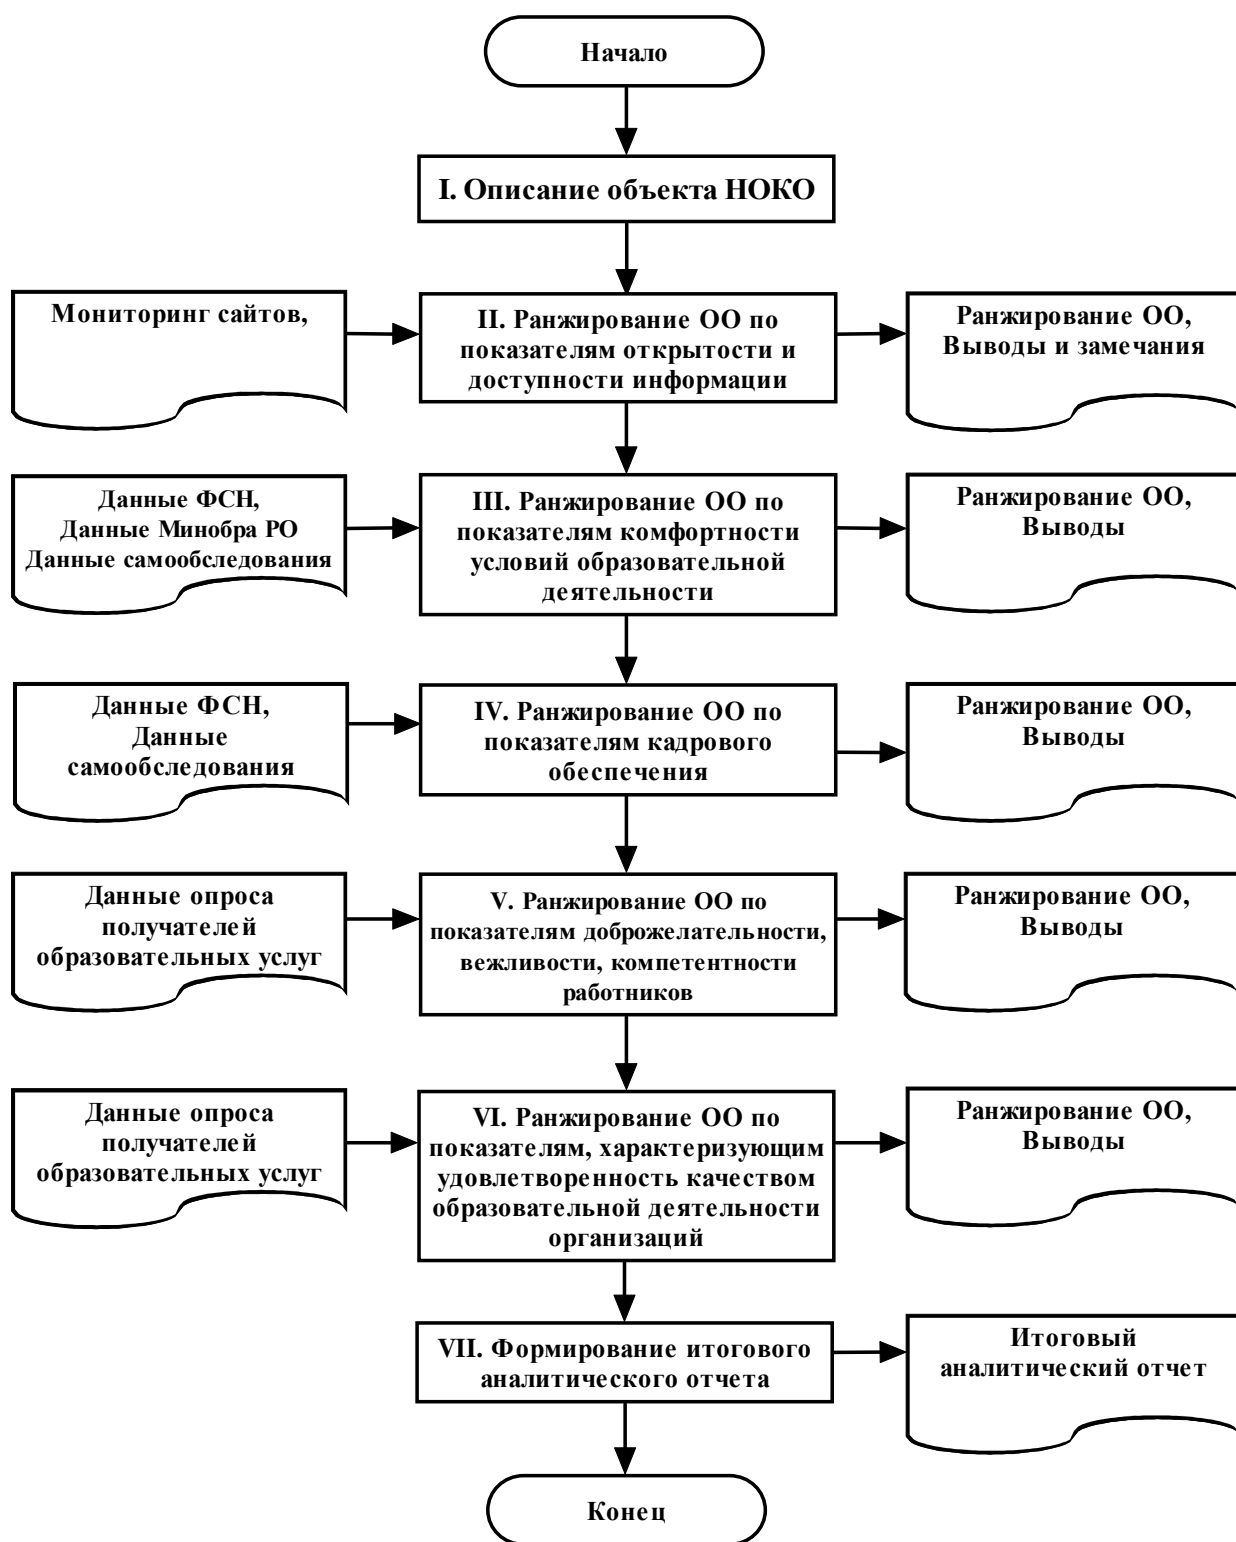 Начало
I. Описание объекта НОКО
Мониторинг сайтов,
II. Ранжирование ОО по
показателям открытости и
доступности информации
Ранжирование ОО,
Выводы и замечания
Данные ФСН,
Данные Минобра РО
Данные самообследования
III. Ранжирование ОО по
показателям комфортности
условий образовательной
деятельности
Ранжирование ОО,
Выводы
Данные ФСН,
Данные
самообследования
IV. Ранжирование ОО по
показателям кадрового
обеспечения
Ранжирование ОО,
Выводы
Данные опроса
получателей
образовательных услуг
V. Ранжирование ОО по
показателям доброжелательности,
вежливости, компетентности
работников
Ранжирование ОО,
Выводы
Данные опроса
получателей
образовательных услуг
VI. Ранжирование ОО по
показателям, характеризующим
удовлетворенность качеством
образовательной деятельности
организаций
Ранжирование ОО,
Выводы
VII. Формирование итогового
аналитического отчета
Итоговый
аналитический отчет
Конец